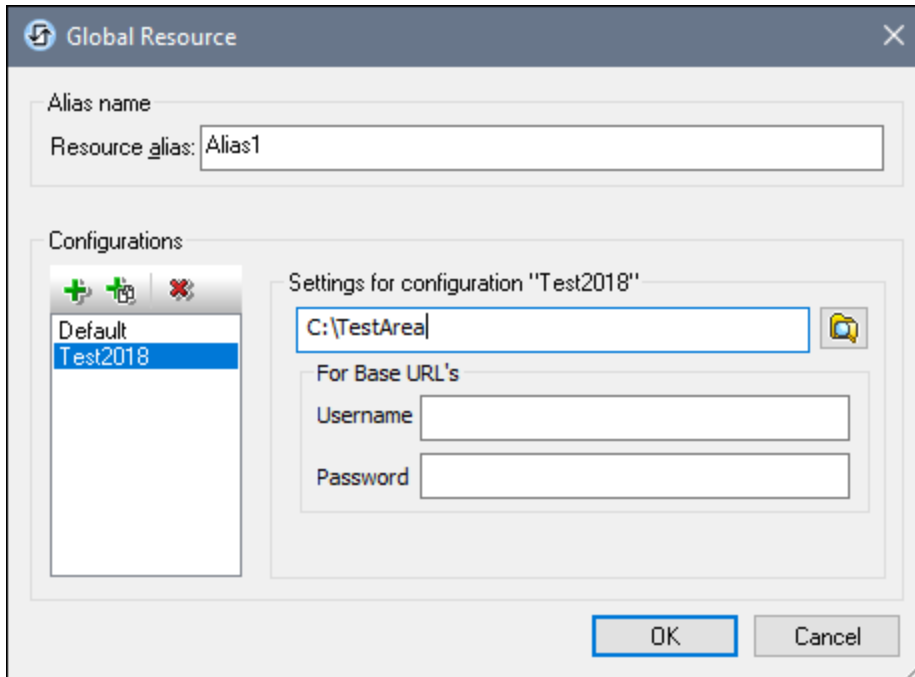 Global Resource
Alias name
Resource alias: Alias1
Configurations
Settings for configuration "Test2018"
Default
Test2018
C:\TestArea
For Base URL's
Username
Password
OK Cancel